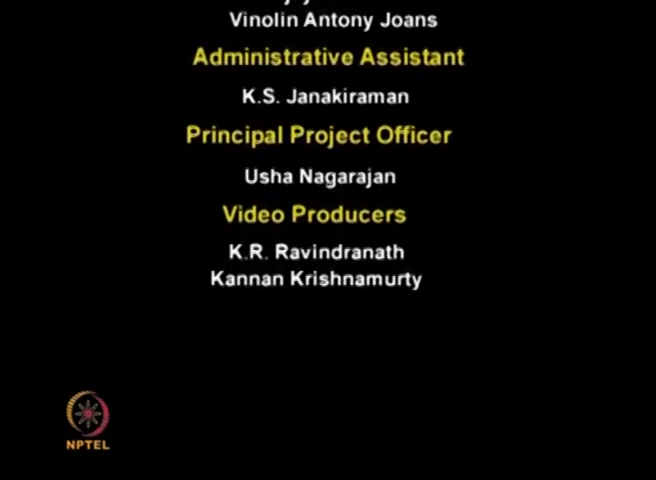 Vinolin Antony Joans
Administrative Assistant
K.S. Janakiraman
Principal Project Officer
Usha Nagarajan
Video Producers
K.R. Ravindranath
Kannan Krishnamurty
NPTEL